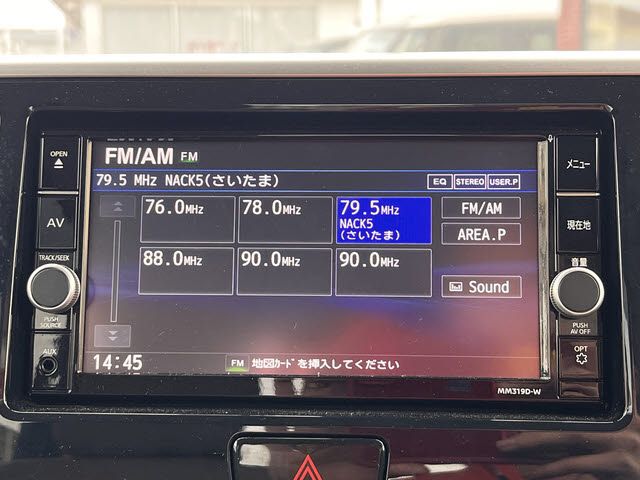 OPEN
AV
TRACK/SEEK
PUSH
SOURCE
AUX
FM/AM FM
79.5 MHz NACK5(さいたま) EQ STEREO USER.P
76.0MHz 78.0MHz 79.5MHz
NACK5
(さいたま)
88.0MHz 90.0MHz 90.0MHz
FM/AM
AREA.P
Sound
14:45 FM 地図ｶｰﾄﾞを挿入してください
メニュー
現在地
音量
PUSH
AV OFF
OPT
MM319D-W